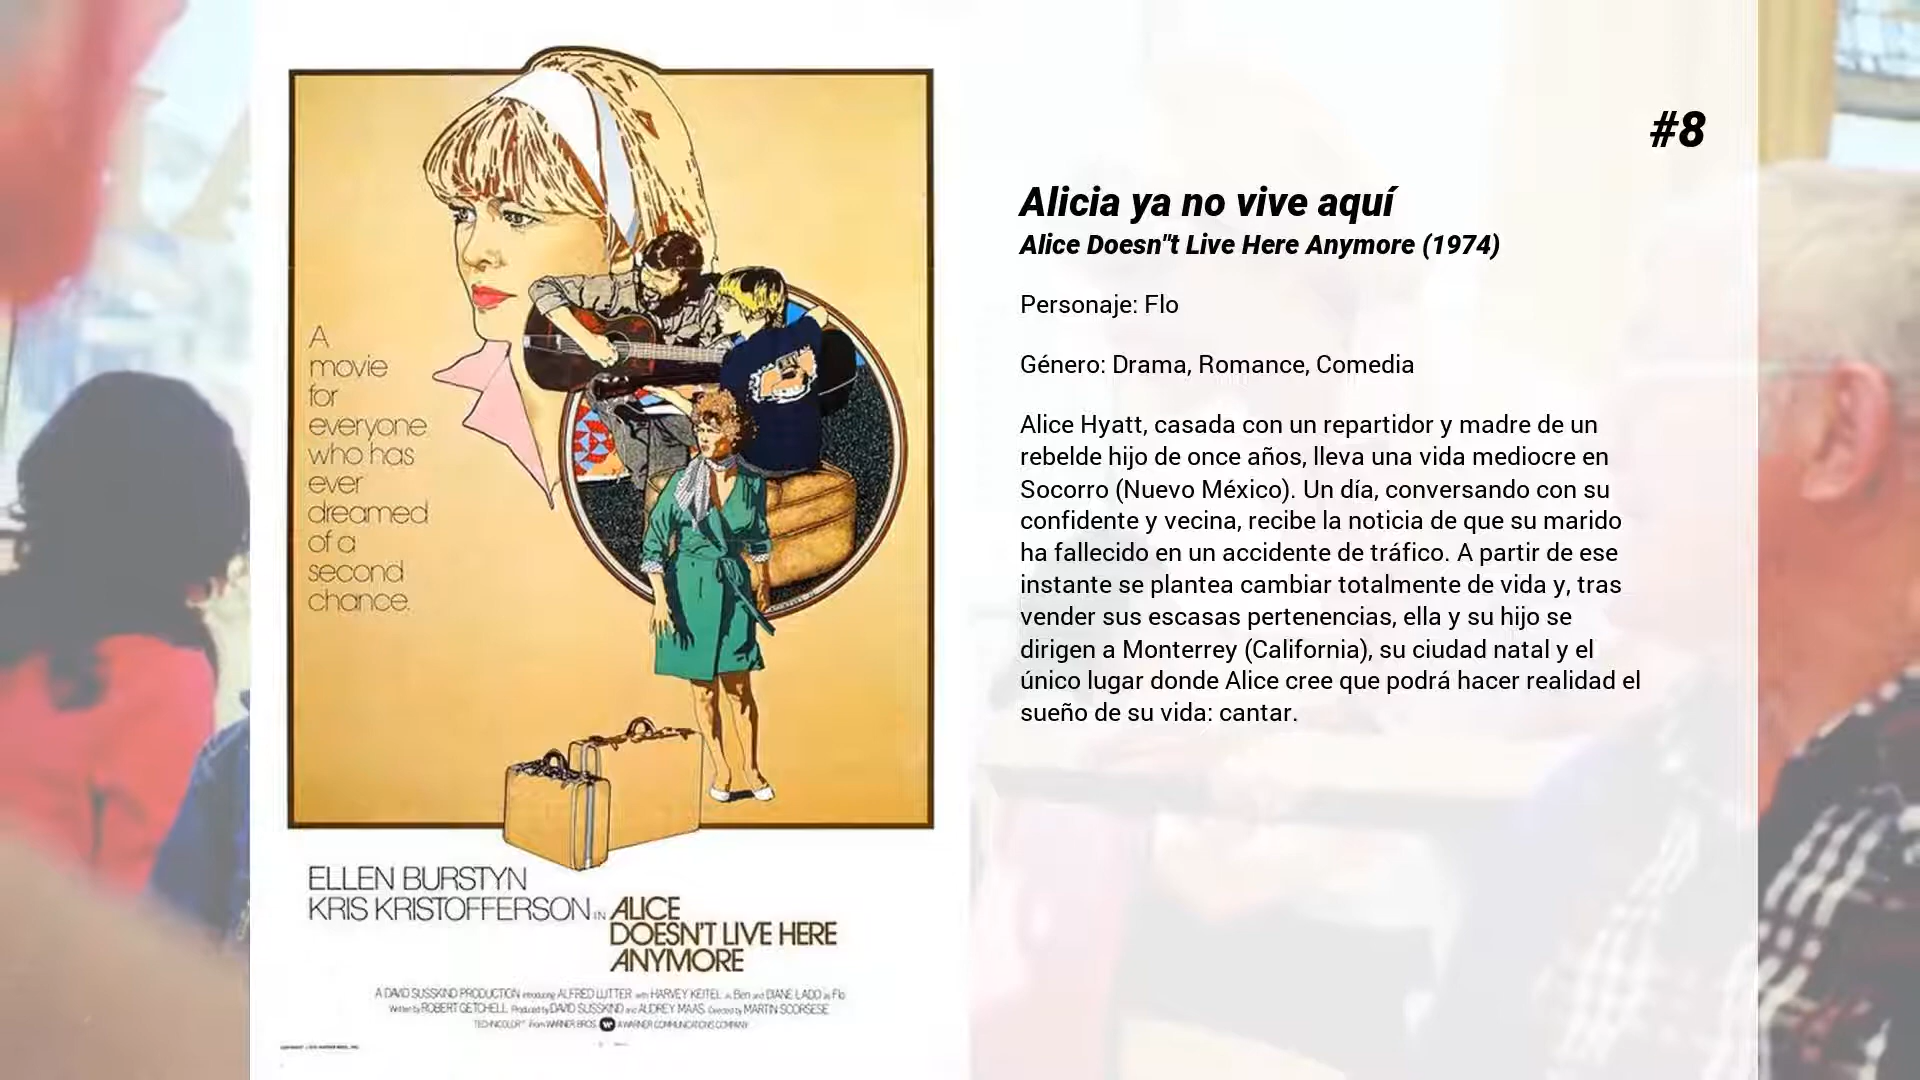 A
movie
for
everyone
who has
ever
dreamed
of a
second
chance.
ELLEN BURSTYN
KRIS KRISTOFFERSON IN ALICE
DOESN'T LIVE HERE
ANYMORE
A DAVID SUSSKIND PRODUCTION introducing ALFRED LUTTER with HARVEY KEITEL as Ben and DIANE LADD as Flo
Written by ROBERT GETCHELL Produced by DAVID SUSSKIND and AUDREY MAAS Directed by MARTIN SCORSESE
TECHNICOLOR® From WARNER BROS. A WARNER COMMUNICATIONS COMPANY
#8
Alicia ya no vive aquí
Alice Doesn"t Live Here Anymore (1974)
Personaje: Flo
Género: Drama, Romance, Comedia
Alice Hyatt, casada con un repartidor y madre de un
rebelde hijo de once años, lleva una vida mediocre en
Socorro (Nuevo México). Un día, conversando con su
confidente y vecina, recibe la noticia de que su marido
ha fallecido en un accidente de tráfico. A partir de ese
instante se plantea cambiar totalmente de vida y, tras
vender sus escasas pertenencias, ella y su hijo se
dirigen a Monterrey (California), su ciudad natal y el
único lugar donde Alice cree que podrá hacer realidad el
sueño de su vida: cantar.